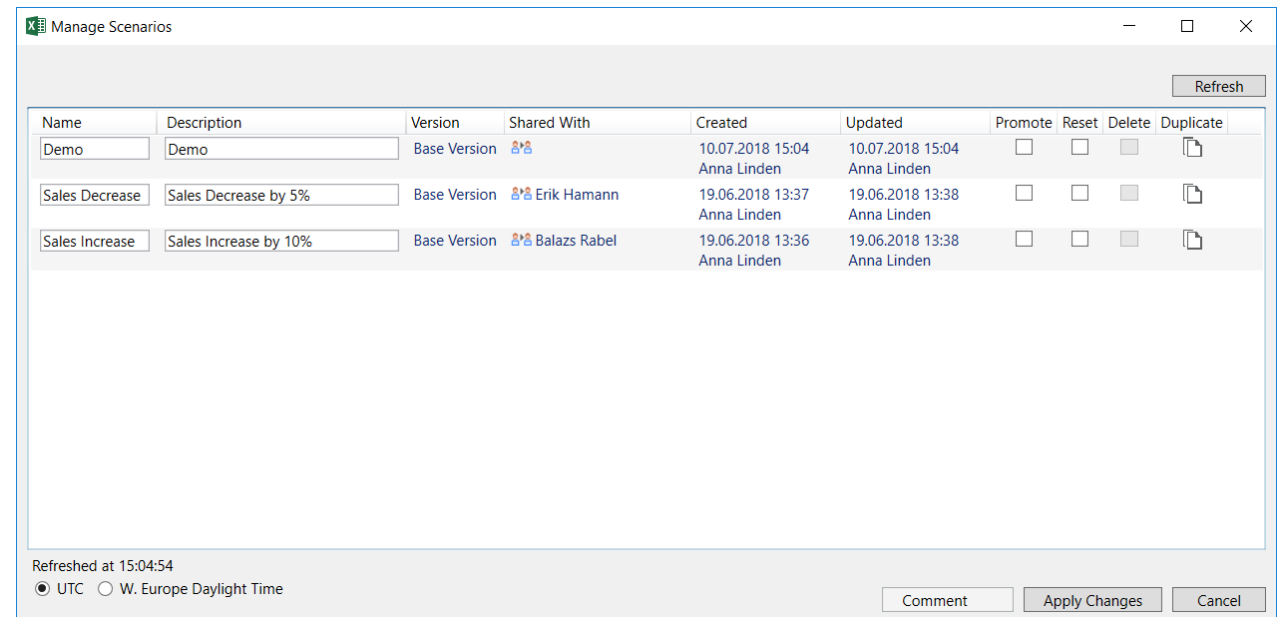 Manage Scenarios
Refresh
Name Description Version Shared With Created Updated Promote Reset Delete Duplicate
Demo Demo Base Version 10.07.2018 15:04 10.07.2018 15:04
Anna Linden Anna Linden
Sales Decrease Sales Decrease by 5% Base Version Erik Hamann 19.06.2018 13:37 19.06.2018 13:38
Anna Linden Anna Linden
Sales Increase Sales Increase by 10% Base Version Balazs Rabel 19.06.2018 13:36 19.06.2018 13:38
Anna Linden Anna Linden
Refreshed at 15:04:54
UTC W. Europe Daylight Time
Comment Apply Changes Cancel